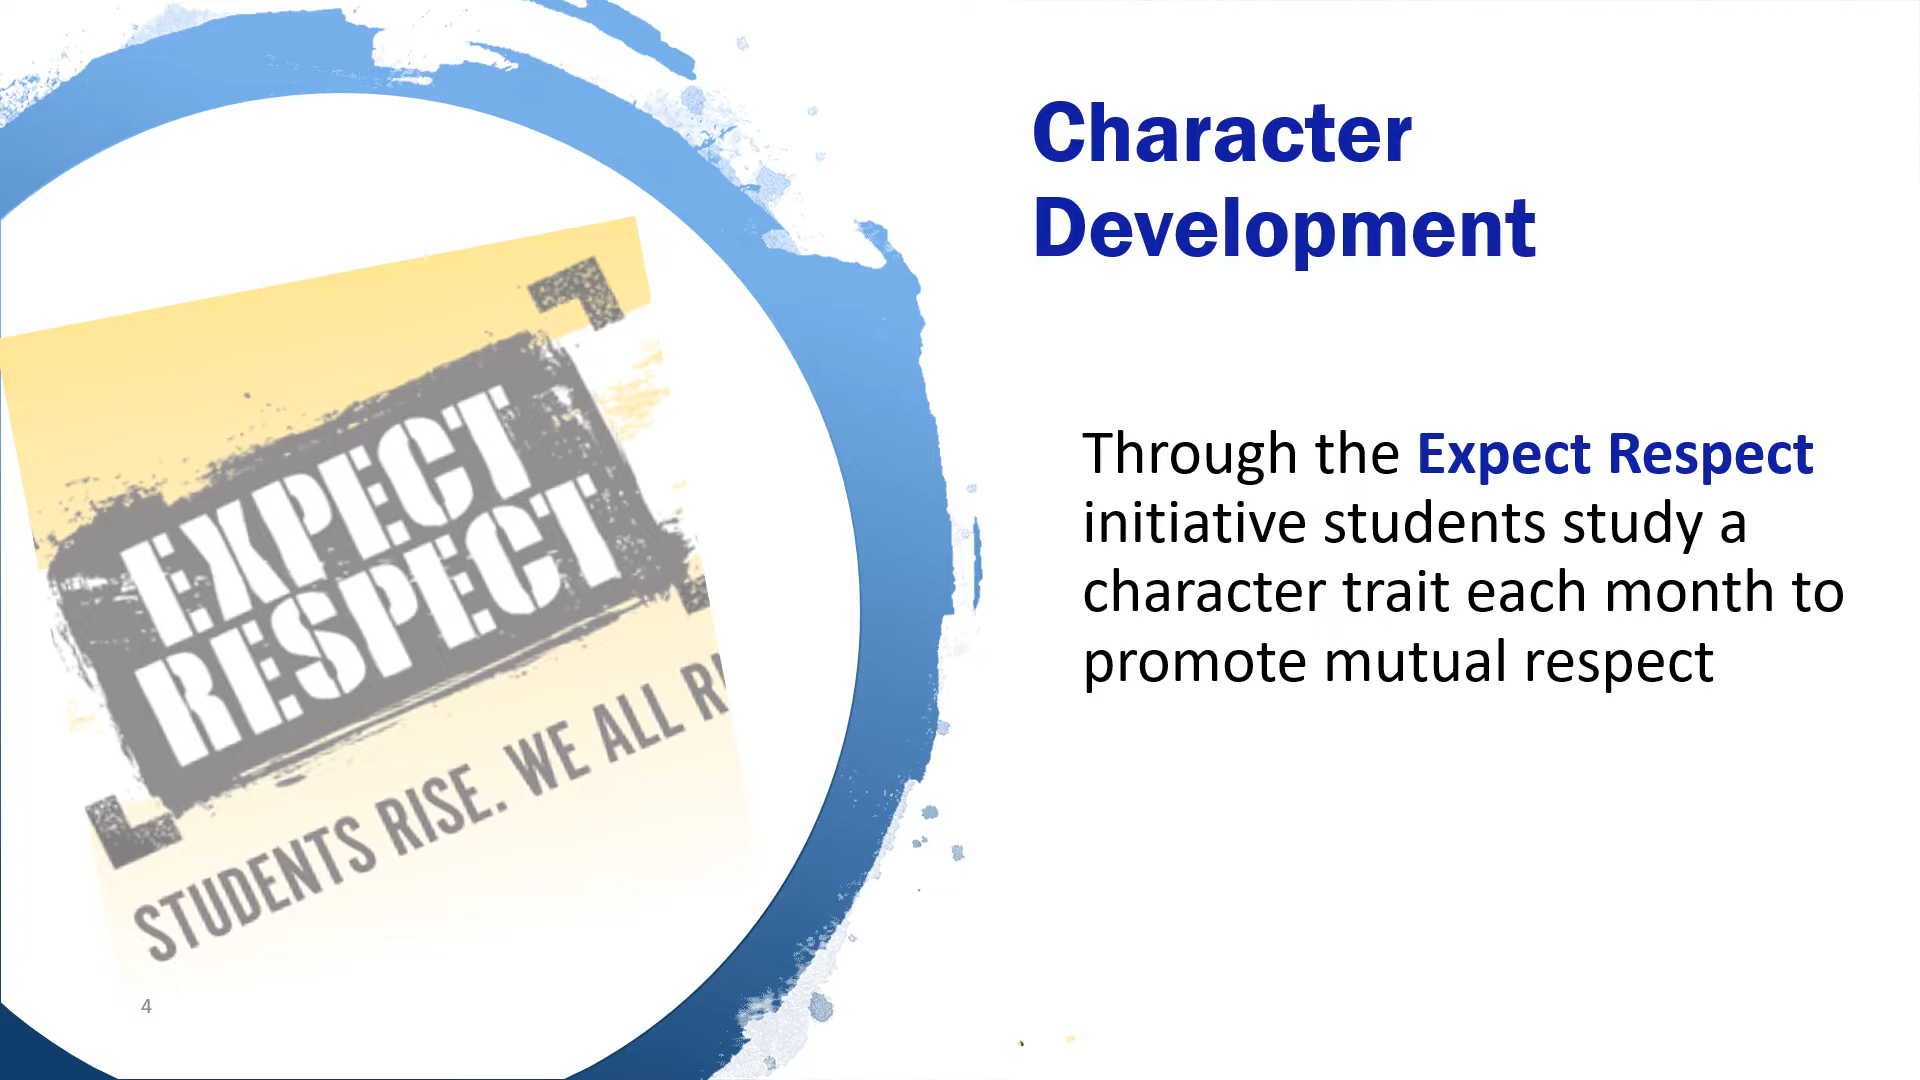 Character
Development
Through the Expect Respect
initiative students study a
character trait each month to
promote mutual respect
EXPECT
RESPECT
STUDENTS RISE. WE ALL
4